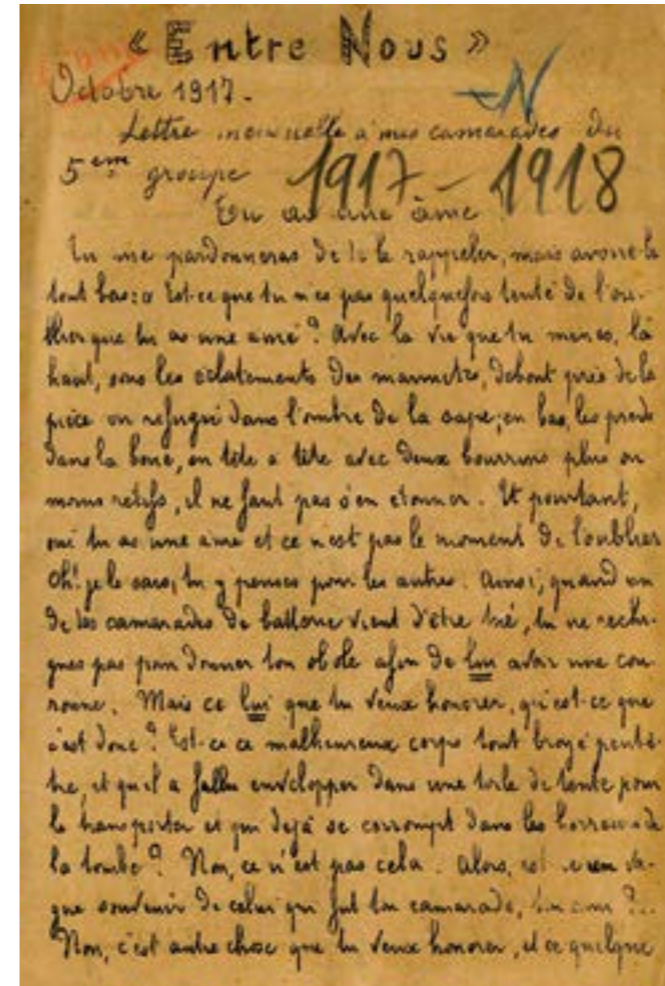 « Entre Nous »
Octobre 1917.
N
Lettre mensuelle à mes camarades du
5ème groupe
1917 - 1918
Tu as une âme
Tu me pardonneras de te le rappeler, mais avoue-le
tout bas: Est-ce que tu n'es pas quelquefois tenté de l'ou-
blier que tu as une âme? Avec la vie que tu mènes, là
haut, sous les éclatements des marmites, debout près de la
pièce ou refugié dans l'ombre de la sape; en bas, les pieds
dans la boue, en tête à tête avec deux bourrins plus ou
moins retifs, il ne faut pas s'en etonner. Et pourtant,
oui tu as une âme et ce n'est pas le moment de l'oublier
Oh! je le sais, tu y penses pour les autres. Ainsi, quand un
de tes camarades de batterie vient d'être tué, tu ne rechi-
gnes pas pour donner ton obole afin de lui avoir une cou-
ronne. Mais ce lui que tu veux honorer, qu'est-ce que
c'est donc? Est-ce ce malheureux corps tout broyé peut-ê-
tre, et qu'il a fallu envelopper dans une toile de tente pour
le transporter et qui dejà se corrompt dans les horreurs de
la tombe? Non, ce n'est pas cela. Alors, est-ce un va-
gue souvenir de celui qui fut ton camarade, ton ami?..
Non, c'est autre chose que tu veux honorer, et ce quelque